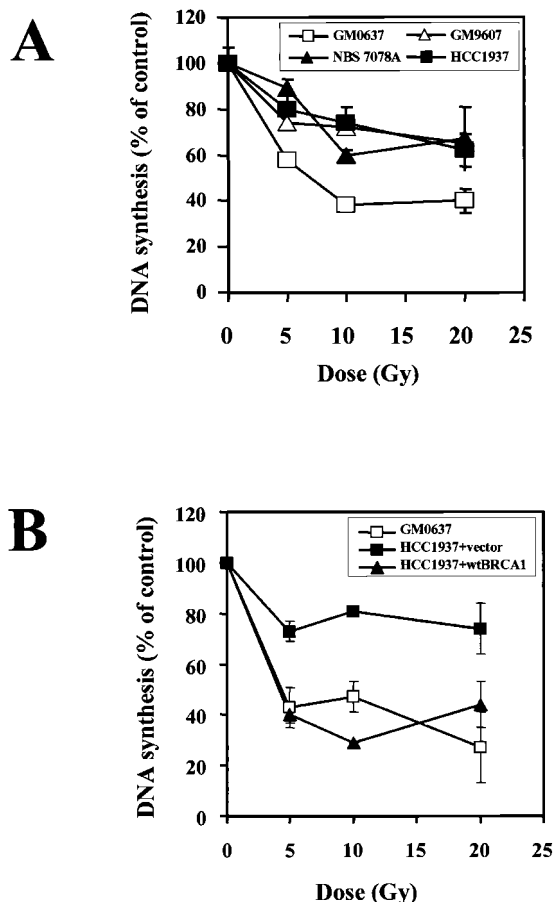 A
DNA synthesis (% of control)
120
100
80
60
40
20
0
GM0637 GM9607
NBS 7078A HCC1937
0 5 10 15 20 25
Dose (Gy)
B
DNA synthesis (% of control)
120
100
80
60
40
20
0
GM0637
HCC1937+vector
HCC1937+wtBRCA1
0 5 10 15 20 25
Dose (Gy)